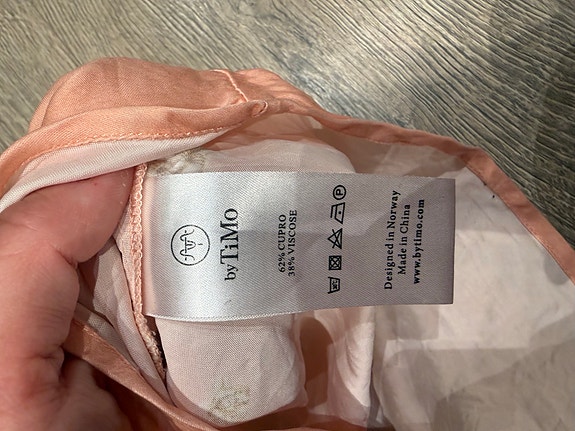 byTiMo
62% CUPRO
38% VISCOSE
P
Designed in Norway
Made in China
www.bytimo.com